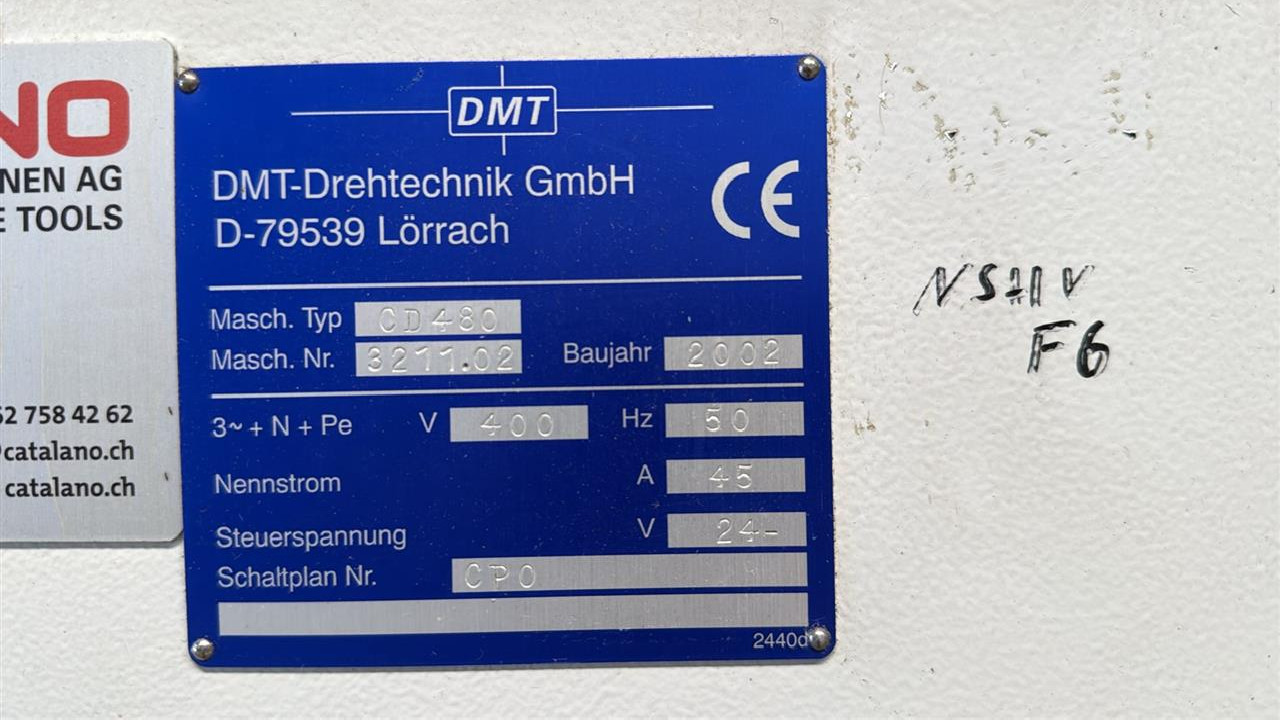 NO
NEN AG
E TOOLS
62 758 42 62
@catalano.ch
catalano.ch
DMT
DMT-Drehtechnik GmbH
D-79539 Lörrach
CE
Masch. Typ CD480
Masch. Nr. 3211.02 Baujahr 2002
3~ + N + Pe V 400 Hz 50
Nennstrom A 45
Steuerspannung V 24-
Schaltplan Nr. CPO
2440d
F6